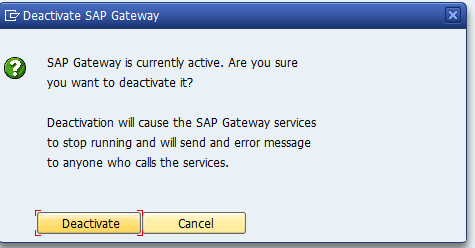 Deactivate SAP Gateway
SAP Gateway is currently active. Are you sure
you want to deactivate it?
Deactivation will cause the SAP Gateway services
to stop running and will send and error message
to anyone who calls the services.
Deactivate
Cancel